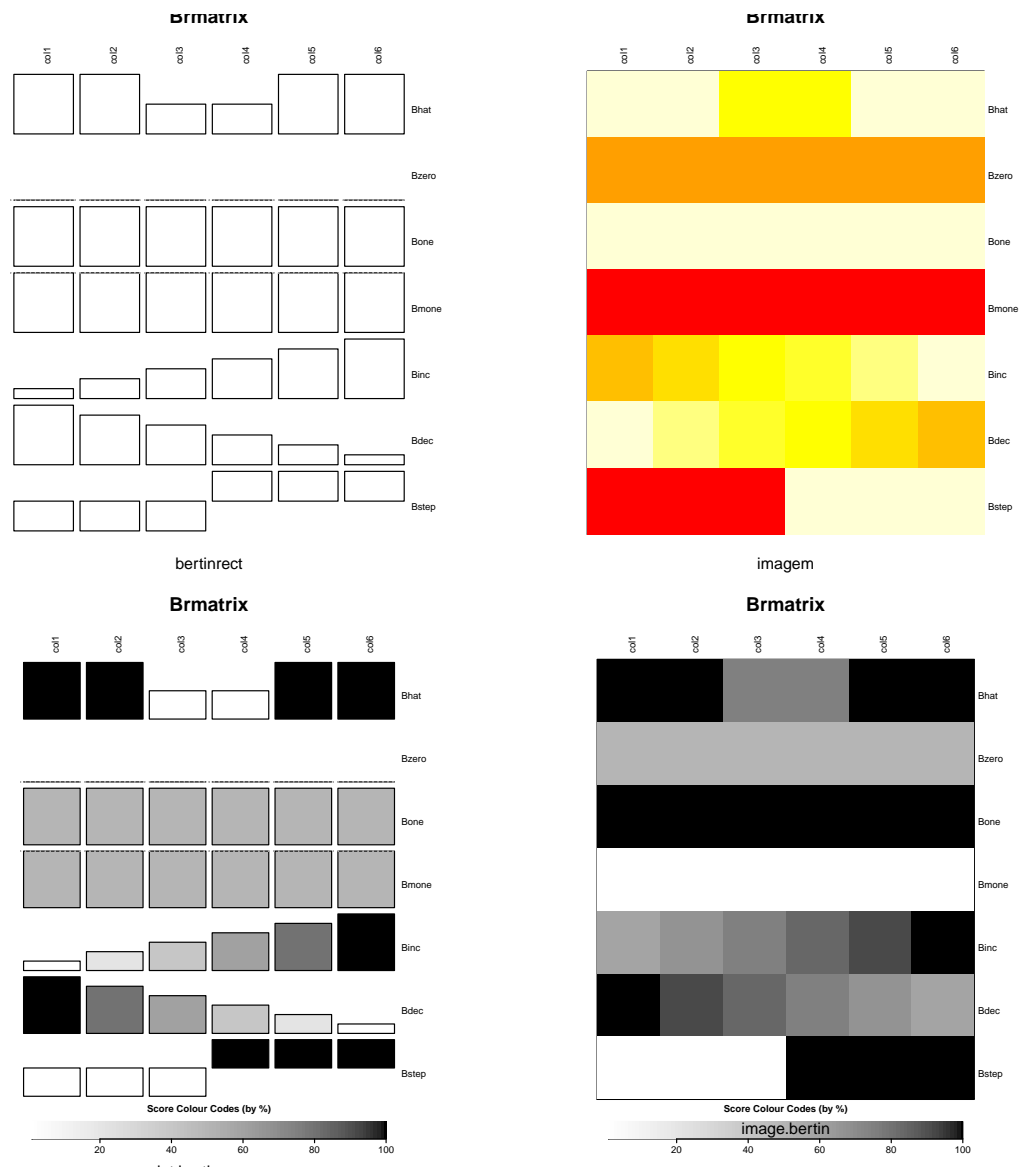 Brmatrix
col1 col2 col3 col4 col5 col6
Bhat
Bzero
Bone
Bmone
Binc
Bdec
Bstep
bertinrect
Brmatrix
col1 col2 col3 col4 col5 col6
Bhat
Bzero
Bone
Bmone
Binc
Bdec
Bstep
imagem
Brmatrix
col1 col2 col3 col4 col5 col6
Bhat
Bzero
Bone
Bmone
Binc
Bdec
Bstep
Score Colour Codes (by %)
20 40 60 80 100
Brmatrix
col1 col2 col3 col4 col5 col6
Bhat
Bzero
Bone
Bmone
Binc
Bdec
Bstep
Score Colour Codes (by %)
image.bertin
20 40 60 80 100